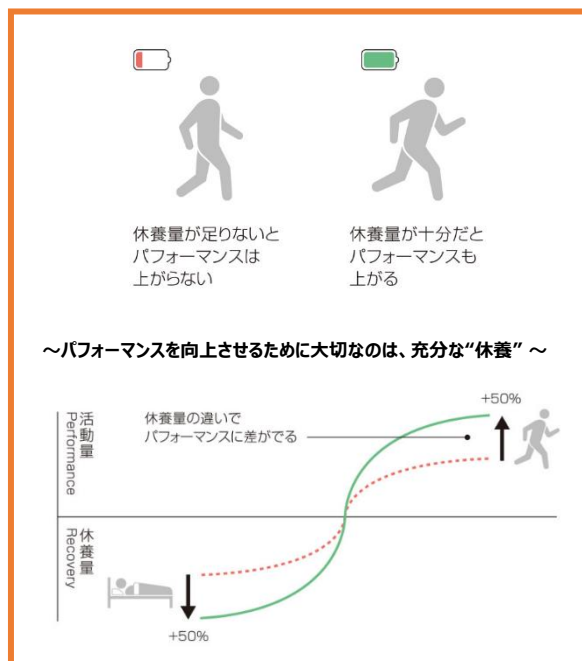 休養量が足りないと
パフォーマンスは
上がらない
休養量が十分だと
パフォーマンスも
上がる
～パフォーマンスを向上させるために大切なのは、充分な“休養” ～
活動量
Performance
休養量の違いで
パフォーマンスに差がでる
+50%
休養量
Recovery
+50%